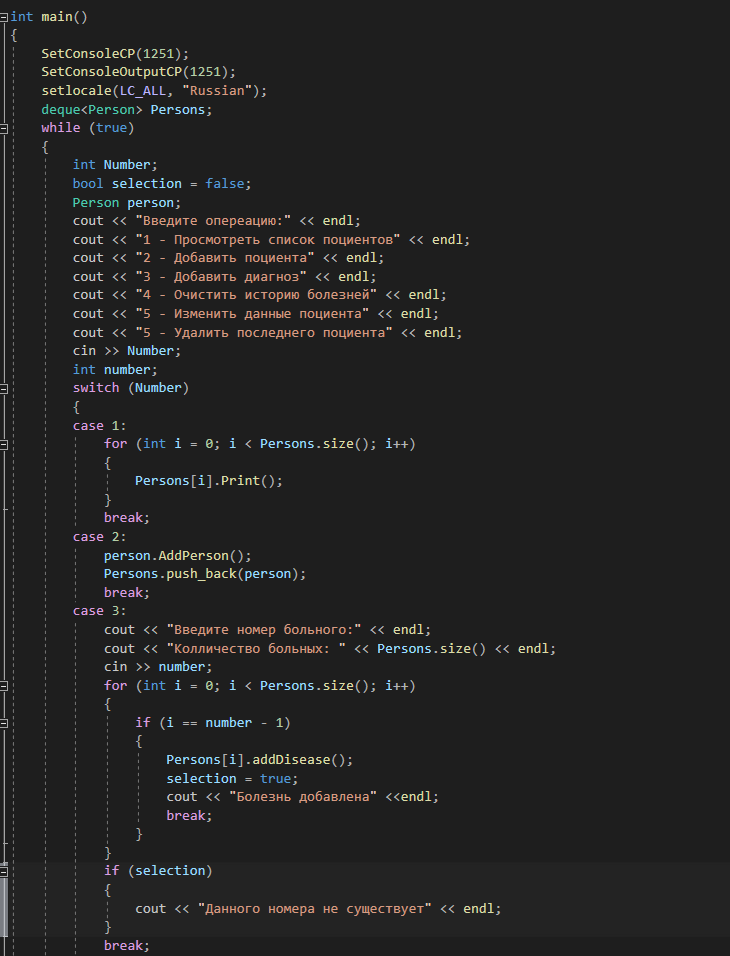 int main()
{
SetConsoleCP(1251);
SetConsoleOutputCP(1251);
setlocale(LC_ALL, "Russian");
deque<Person> Persons;
while (true)
{
int Number;
bool selection = false;
Person person;
cout << "Введите опереацию:" << endl;
cout << "1 - Просмотреть список поциентов" << endl;
cout << "2 - Добавить поциента" << endl;
cout << "3 - Добавить диагноз" << endl;
cout << "4 - Очистить историю болезней" << endl;
cout << "5 - Изменить данные поциента" << endl;
cout << "5 - Удалить последнего поциента" << endl;
cin >> Number;
int number;
switch (Number)
{
case 1:
for (int i = 0; i < Persons.size(); i++)
{
Persons[i].Print();
}
break;
case 2:
person.AddPerson();
Persons.push_back(person);
break;
case 3:
cout << "Введите номер больного:" << endl;
cout << "Колличество больных: " << Persons.size() << endl;
cin >> number;
for (int i = 0; i < Persons.size(); i++)
{
if (i == number - 1)
{
Persons[i].addDisease();
selection = true;
cout << "Болезнь добавлена" <<endl;
break;
}
}
if (selection)
{
cout << "Данного номера не существует" << endl;
}
break;